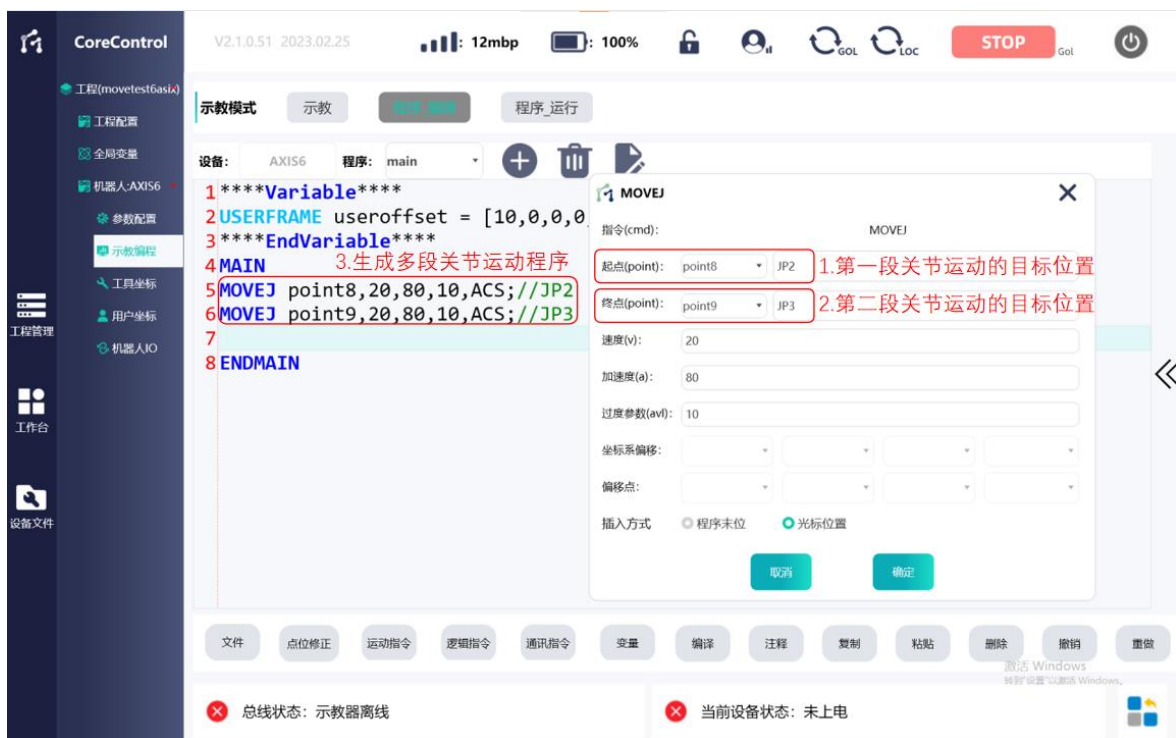 CoreControl
V2.1.0.51 2023.02.25
: 12mbp
: 100%
GOL
LOC
STOP
Gol
工程(movetest6asix)
工程配置
全局变量
机器人:AXIS6
参数配置
示教编程
工具坐标
用户坐标
机器人IO
工程管理
工作台
设备文件
示教模式 示教
程序_运行
设备: AXIS6 程序: main
1 ****Variable****
2 USERFRAME useroffset = [10,0,0,0
3 ****EndVariable****
3.生成多段关节运动程序
4 MAIN
5 MOVEJ point8,20,80,10,ACS;//JP2
6 MOVEJ point9,20,80,10,ACS;//JP3
7
8 ENDMAIN
MOVEJ
指令(cmd): MOVEJ
起点(point): point8 JP2 1.第一段关节运动的目标位置
终点(point): point9 JP3 2.第二段关节运动的目标位置
速度(v): 20
加速度(a): 80
过度参数(avl): 10
坐标系偏移:
偏移点:
插入方式 程序末位 光标位置
取消 确定
文件 点位修正 运动指令 逻辑指令 通讯指令 变量 编译 注释 复制 粘贴 删除 撤销 重做
激活 Windows
转到"设置"以激活 Windows。
总线状态: 示教器离线
当前设备状态: 未上电